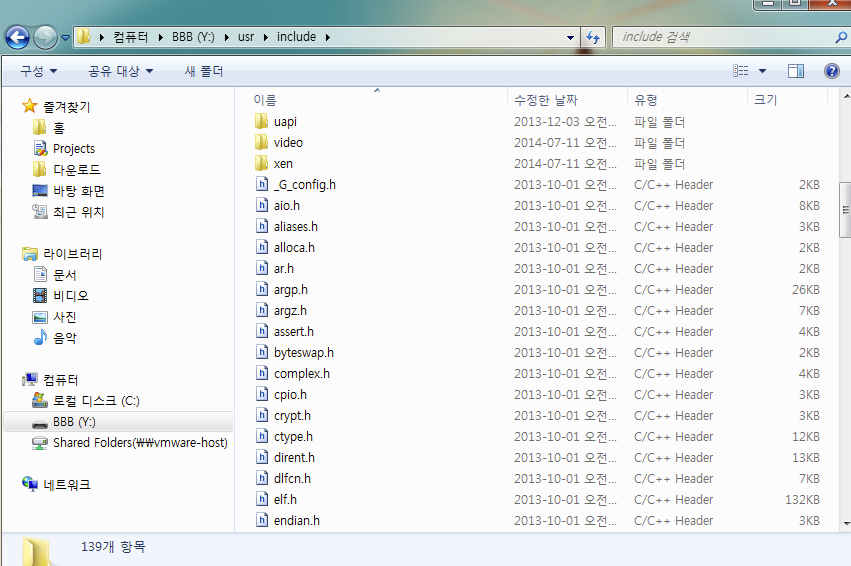 컴퓨터 ▸ BBB (Y:) ▸ usr ▸ include ▸
include 검색
구성 공유 대상 새 폴더
즐겨찾기
홈
Projects
다운로드
바탕 화면
최근 위치
라이브러리
문서
비디오
사진
음악
컴퓨터
로컬 디스크 (C:)
BBB (Y:)
Shared Folders(₩₩vmware-host)
네트워크
이름 수정한 날짜 유형 크기
uapi 2013-12-03 오전... 파일 폴더
video 2014-07-11 오전... 파일 폴더
xen 2014-07-11 오전... 파일 폴더
_G_config.h 2013-10-01 오전... C/C++ Header 2KB
aio.h 2013-10-01 오전... C/C++ Header 8KB
aliases.h 2013-10-01 오전... C/C++ Header 3KB
alloca.h 2013-10-01 오전... C/C++ Header 2KB
ar.h 2013-10-01 오전... C/C++ Header 2KB
argp.h 2013-10-01 오전... C/C++ Header 26KB
argz.h 2013-10-01 오전... C/C++ Header 7KB
assert.h 2013-10-01 오전... C/C++ Header 4KB
byteswap.h 2013-10-01 오전... C/C++ Header 2KB
complex.h 2013-10-01 오전... C/C++ Header 4KB
cpio.h 2013-10-01 오전... C/C++ Header 3KB
crypt.h 2013-10-01 오전... C/C++ Header 3KB
ctype.h 2013-10-01 오전... C/C++ Header 12KB
dirent.h 2013-10-01 오전... C/C++ Header 13KB
dlfcn.h 2013-10-01 오전... C/C++ Header 7KB
elf.h 2013-10-01 오전... C/C++ Header 132KB
endian.h 2013-10-01 오전... C/C++ Header 3KB
139개 항목